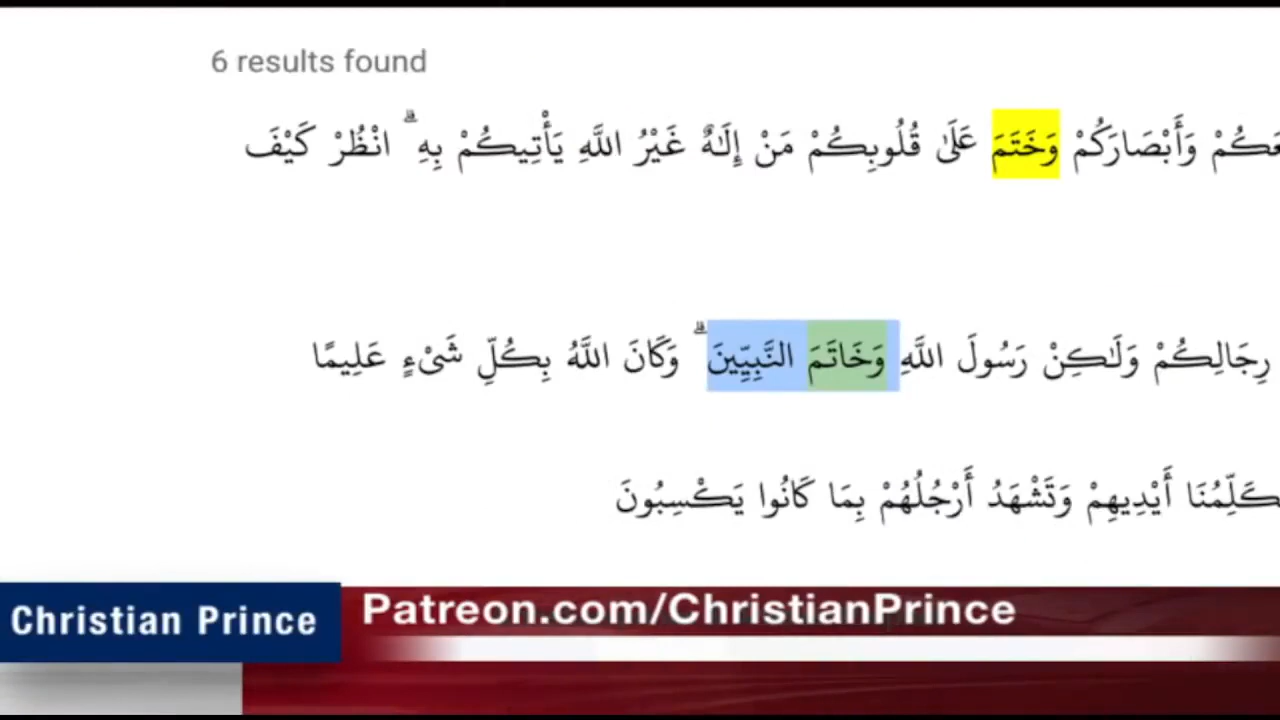 6 results found
وَأَبْصَارَكُمْ وَخَتَمَ عَلَىٰ قُلُوبِكُمْ مَنْ إِلَٰهٌ غَيْرُ اللَّهِ يَأْتِيكُمْ بِهِ ۗ انْظُرْ كَيْفَ
رِجَالِكُمْ وَلَٰكِنْ رَسُولَ اللَّهِ وَخَاتَمَ النَّبِيِّينَ ۗ وَكَانَ اللَّهُ بِكُلِّ شَيْءٍ عَلِيمًا
أَيْدِيهِمْ وَتَشْهَدُ أَرْجُلُهُمْ بِمَا كَانُوا يَكْسِبُونَ
Christian Prince
Patreon.com/ChristianPrince